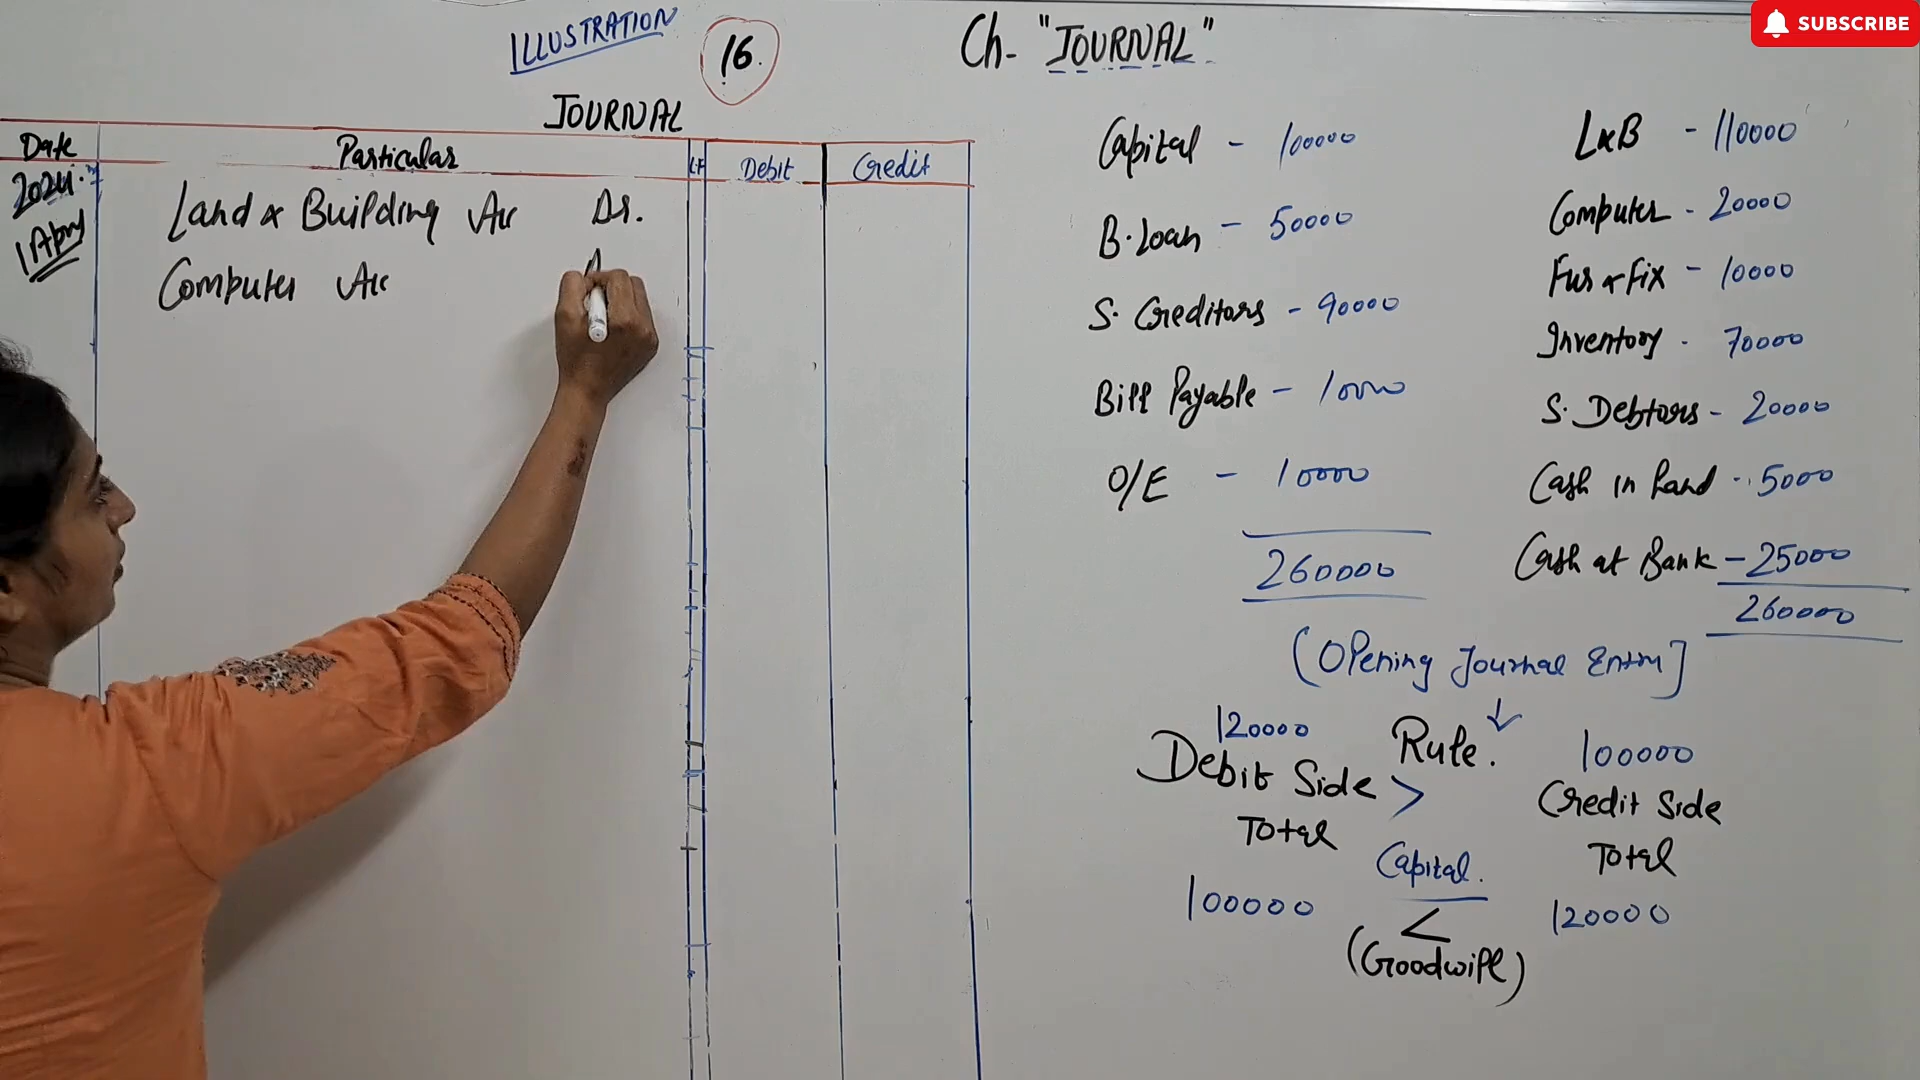 SUBSCRIBE
ILLUSTRATION 16.
Ch- "JOURNAL"
JOURNAL
Date Particular L.F Debit Credit
2024.
1 April
Land & Building A/c Dr.
Computer A/c
Capital - 100000
B. Loan - 50000
S. Creditors - 90000
Bill Payable - 10000
O/E - 10000
260000
L&B - 110000
Computer - 20000
Fur & Fix - 10000
Inventory - 70000
S. Debtors - 20000
Cash in hand - 5000
Cash at Bank - 25000
260000
(Opening Journal Entry]
Rule.
120000 100000
Debit Side > Credit Side
Total Total
Capital.
100000 < 120000
(Goodwill)